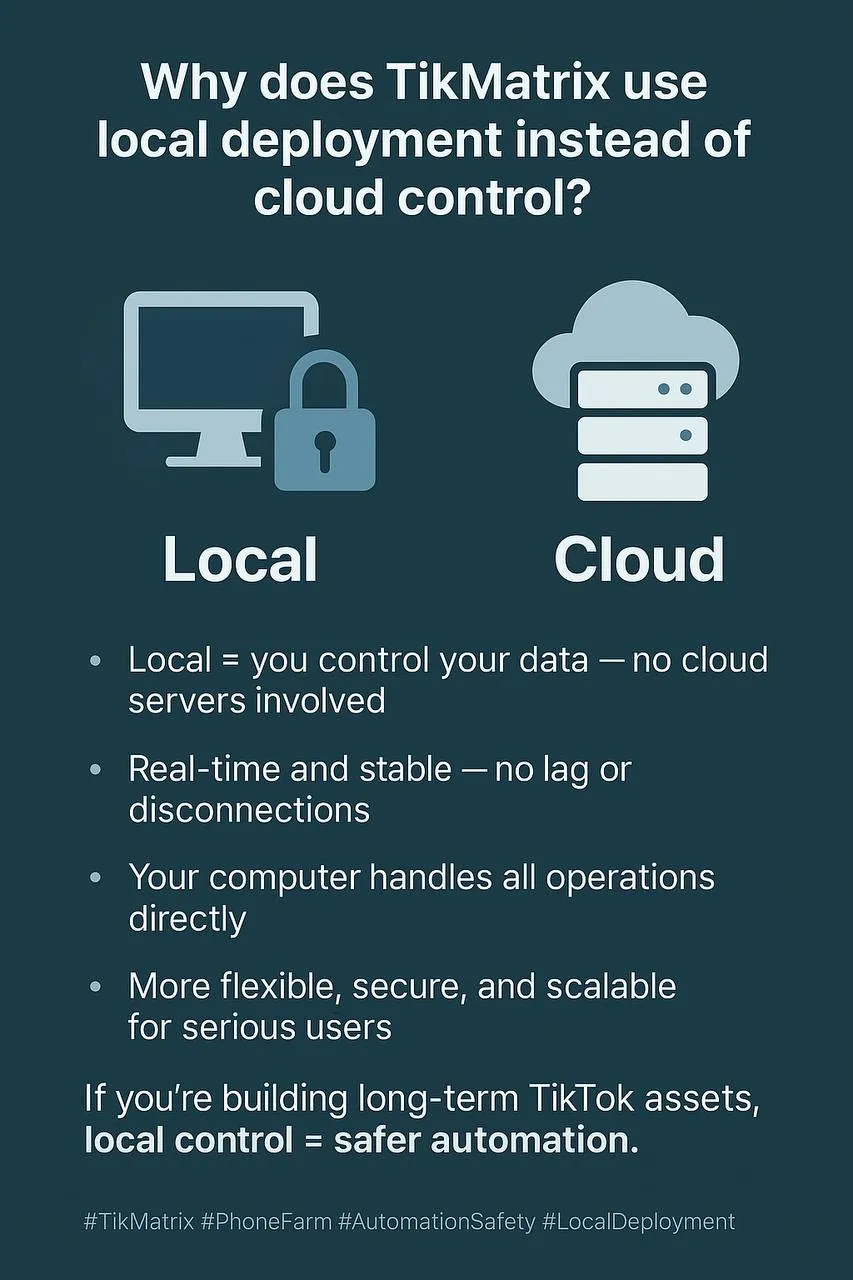 Why does TikMatrix use
local deployment instead of
cloud control?
Local
Cloud
• Local = you control your data — no cloud
servers involved
• Real-time and stable — no lag or
disconnections
• Your computer handles all operations
directly
• More flexible, secure, and scalable
for serious users
If you’re building long-term TikTok assets,
local control = safer automation.
#TikMatrix #PhoneFarm #AutomationSafety #LocalDeployment